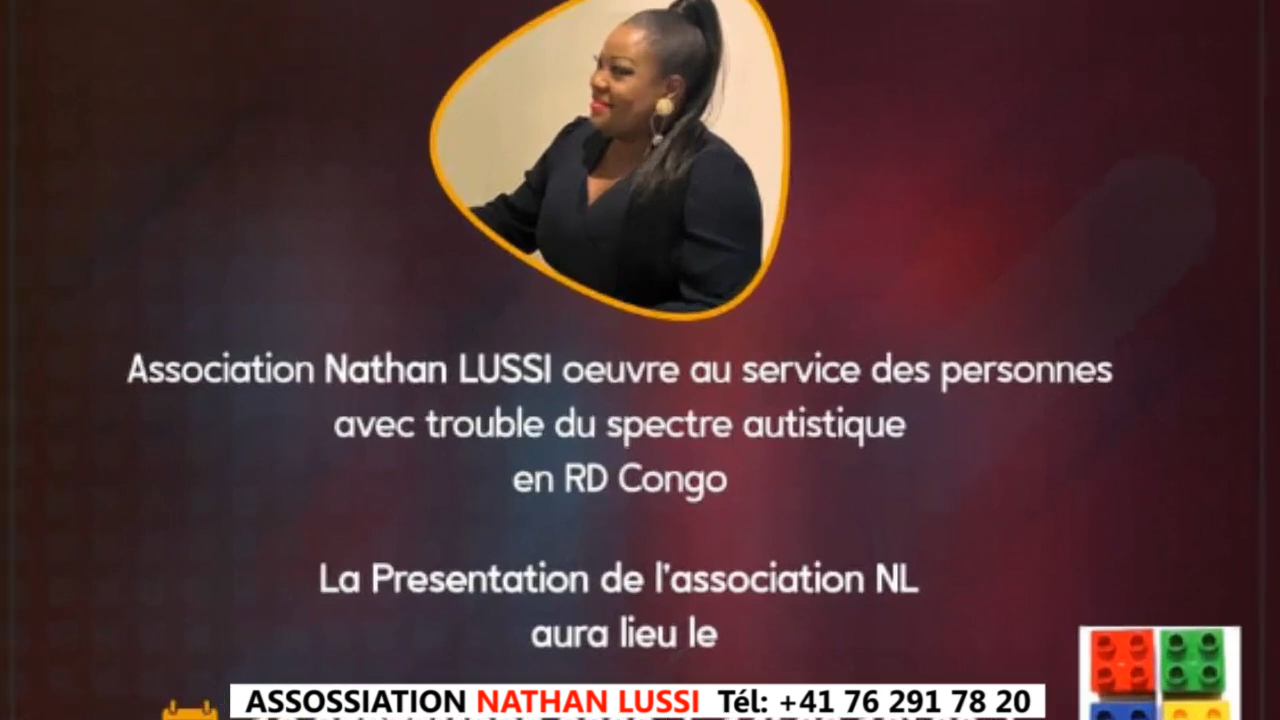 Association Nathan LUSSI oeuvre au service des personnes
avec trouble du spectre autistique
en RD Congo
La Presentation de l'association NL
aura lieu le
ASSOSSIATION NATHAN LUSSI Tél: +41 76 291 78 20